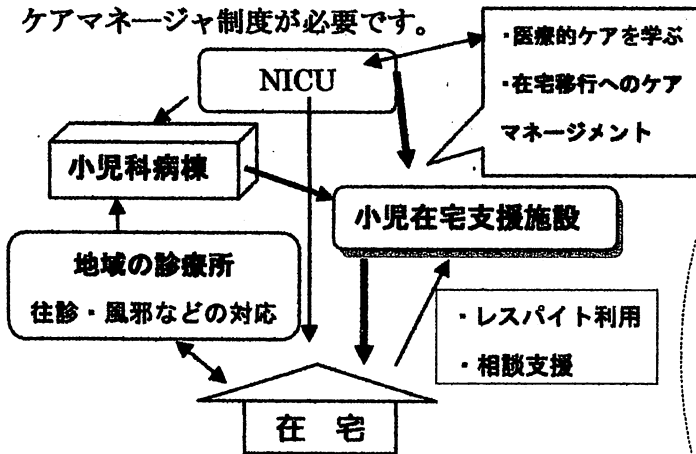 ケアマネージャ制度が必要です。
・医療的ケアを学ぶ
・在宅移行へのケア
マネージメント
NICU
小児科病棟
小児在宅支援施設
地域の診療所
往診・風邪などの対応
・レスパイト利用
・相談支援
在 宅